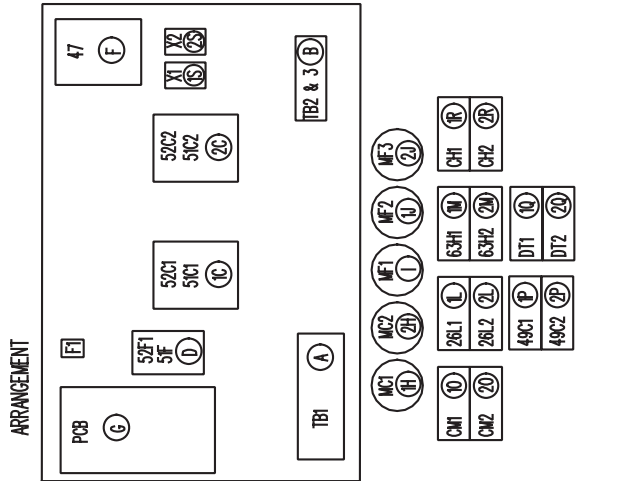 ARRANGEMENT
PCB
G
F1
47
F
52F1
51F
D
52C1
51C1
1C
52C2
51C2
2C
X1
1S
X2
2S
TB1
A
TB2 & 3 B
MC1
1H
MC2
2H
MF1
I
MF2
1J
MF3
2J
CM1 1O
CM2 2O
26L1 1L
26L2 2L
63H1 1M
63H2 2M
CH1 1R
CH2 2R
49C1 1P
49C2 2P
DT1 1Q
DT2 2Q